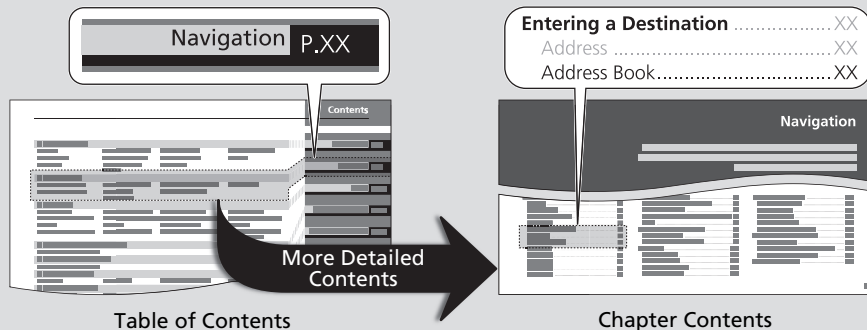 Navigation P.XX
Entering a Destination ................ XX
Address ................................ XX
Address Book............................XX
Contents
Navigation
More Detailed
Contents
Table of Contents
Chapter Contents